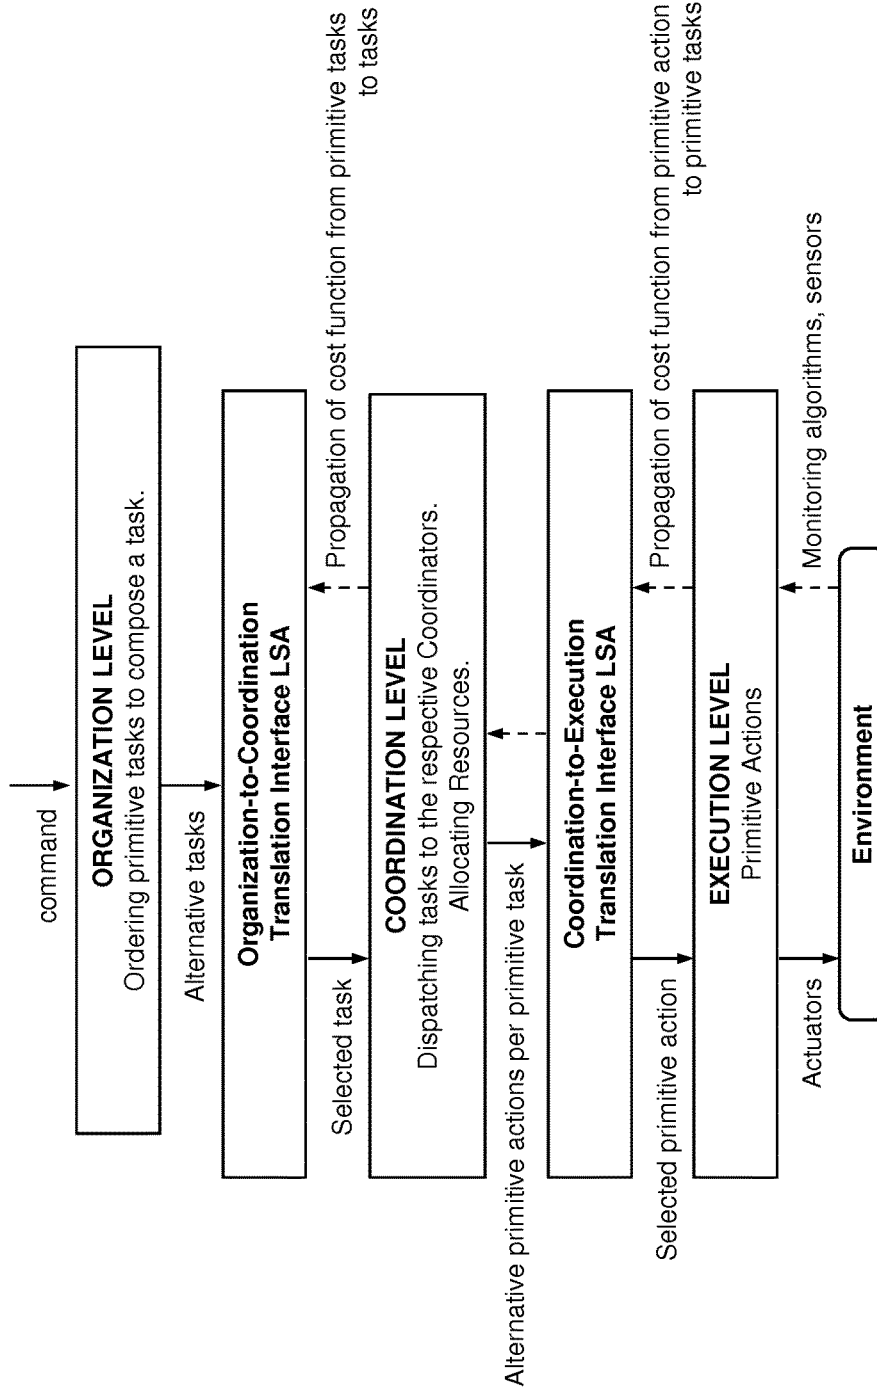 command
ORGANIZATION LEVEL
Ordering primitive tasks to compose a task.
Alternative tasks
Organization-to-Coordination
Translation Interface LSA
Selected task
Propagation of cost function from primitive tasks
to tasks
COORDINATION LEVEL
Dispatching tasks to the respective Coordinators.
Allocating Resources.
Alternative primitive actions per primitive task
Coordination-to-Execution
Translation Interface LSA
Selected primitive action
Propagation of cost function from primitive action
to primitive tasks
EXECUTION LEVEL
Primitive Actions
Actuators
Monitoring algorithms, sensors
Environment